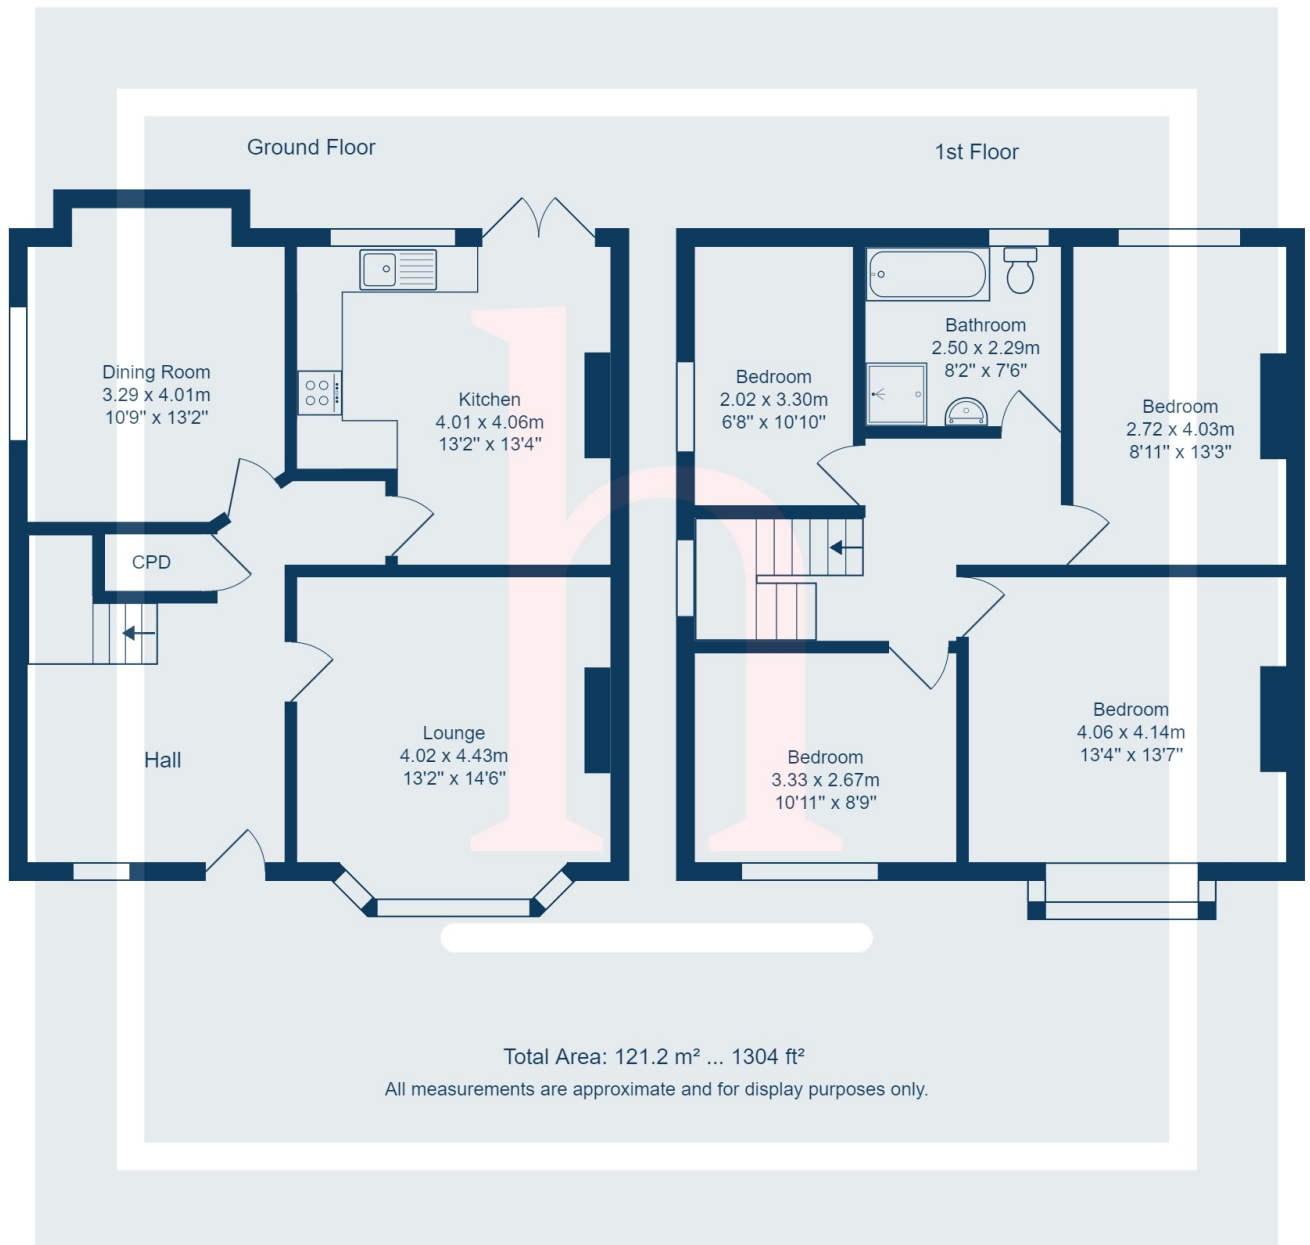 Ground Floor
1st Floor
Dining Room
3.29 x 4.01m
10'9" x 13'2"
Kitchen
4.01 x 4.06m
13'2" x 13'4"
CPD
Hall
Lounge
4.02 x 4.43m
13'2" x 14'6"
Bedroom
2.02 x 3.30m
6'8" x 10'10"
Bathroom
2.50 x 2.29m
8'2" x 7'6"
Bedroom
2.72 x 4.03m
8'11" x 13'3"
Bedroom
3.33 x 2.67m
10'11" x 8'9"
Bedroom
4.06 x 4.14m
13'4" x 13'7"
h
Total Area: 121.2 m² ... 1304 ft²
All measurements are approximate and for display purposes only.